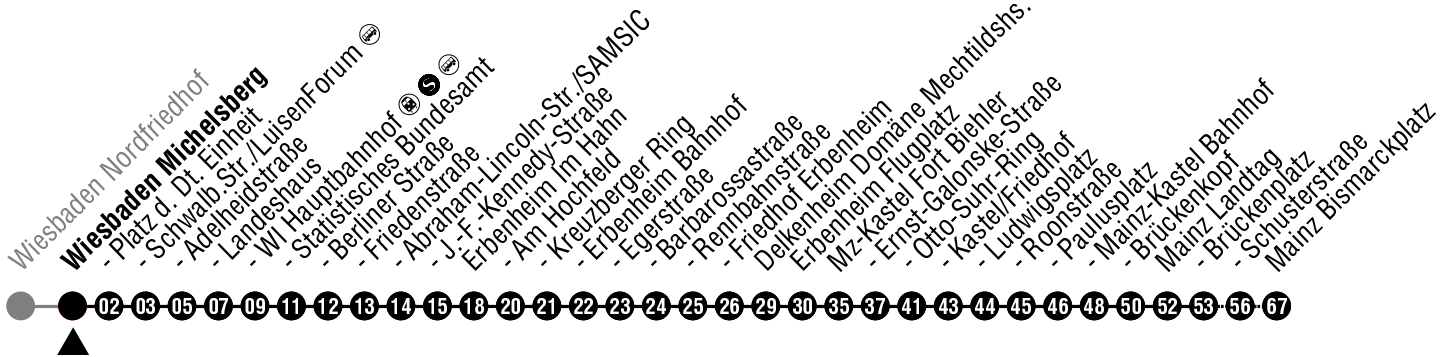 Wiesbaden Nordfriedhof
Wiesbaden Michelsberg
- Platz d. Dt. Einheit
- Schwalb.Str./LuisenForum
- Adelheidstraße
- Landeshaus
- WI Hauptbahnhof S
- Statistisches Bundesamt
- Berliner Straße
- Friedenstraße
- Abraham-Lincoln-Str./SAMSIC
- J.-F.-Kennedy-Straße
Erbenheim Im Hahn
- Am Hochfeld
- Kreuzberger Ring
- Erbenheim Bahnhof
- Egerstraße
- Barbarossastraße
- Rennbahnstraße
- Friedhof Erbenheim
Delkenheim Domäne Mechtildshs.
Erbenheim Flugplatz
Mz-Kastel Fort Biehler
- Ernst-Galonske-Straße
- Otto-Suhr-Ring
- Kastel/Friedhof
- Ludwigsplatz
- Roonstraße
- Paulusplatz
- Mainz-Kastel Bahnhof
- Brückenkopf
Mainz Landtag
- Brückenplatz
- Schusterstraße
Mainz Bismarckplatz
02 03 05 07 09 11 12 13 14 15 18 20 21 22 23 24 25 26 29 30 35 37 41 43 44 45 46 48 50 52 53 56 67